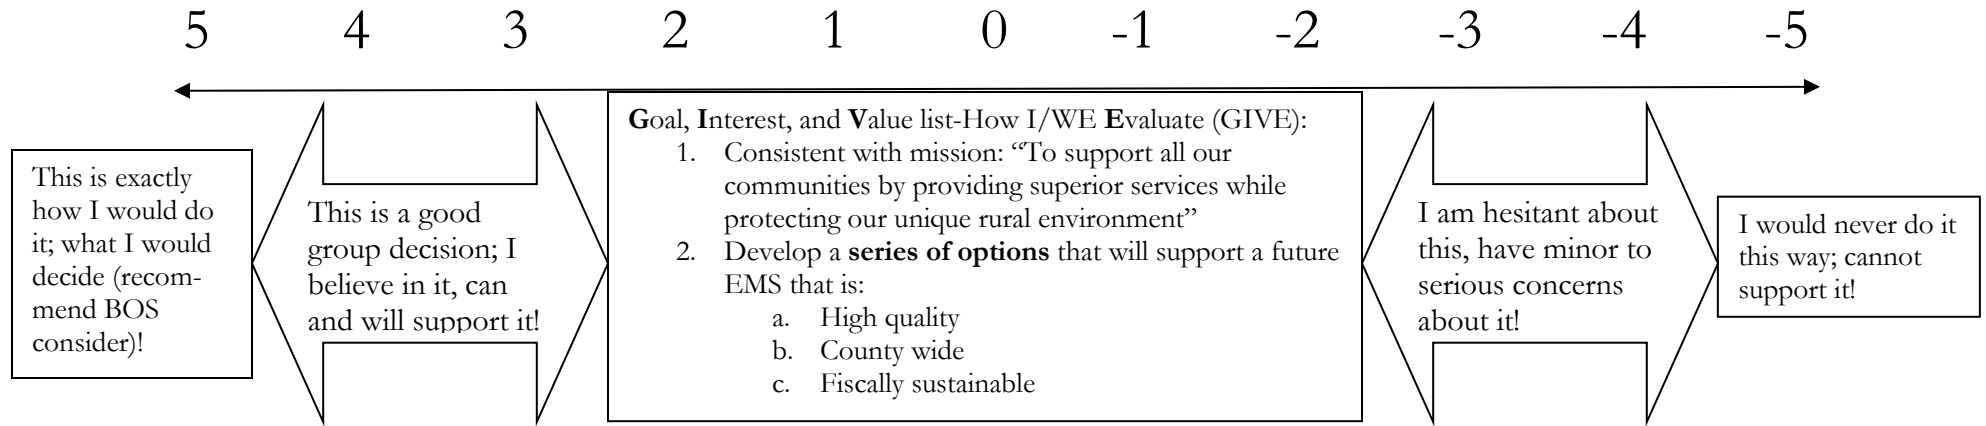 5 4 3 2 1 0 -1 -2 -3 -4 -5
This is exactly
how I would do
it; what I would
decide (recom-
mend BOS
consider)!
This is a good
group decision; I
believe in it, can
and will support it!
Goal, Interest, and Value list-How I/WE Evaluate (GIVE):
1. Consistent with mission: “To support all our
communities by providing superior services while
protecting our unique rural environment”
2. Develop a series of options that will support a future
EMS that is:
a. High quality
b. County wide
c. Fiscally sustainable
I am hesitant about
this, have minor to
serious concerns
about it!
I would never do it
this way; cannot
support it!